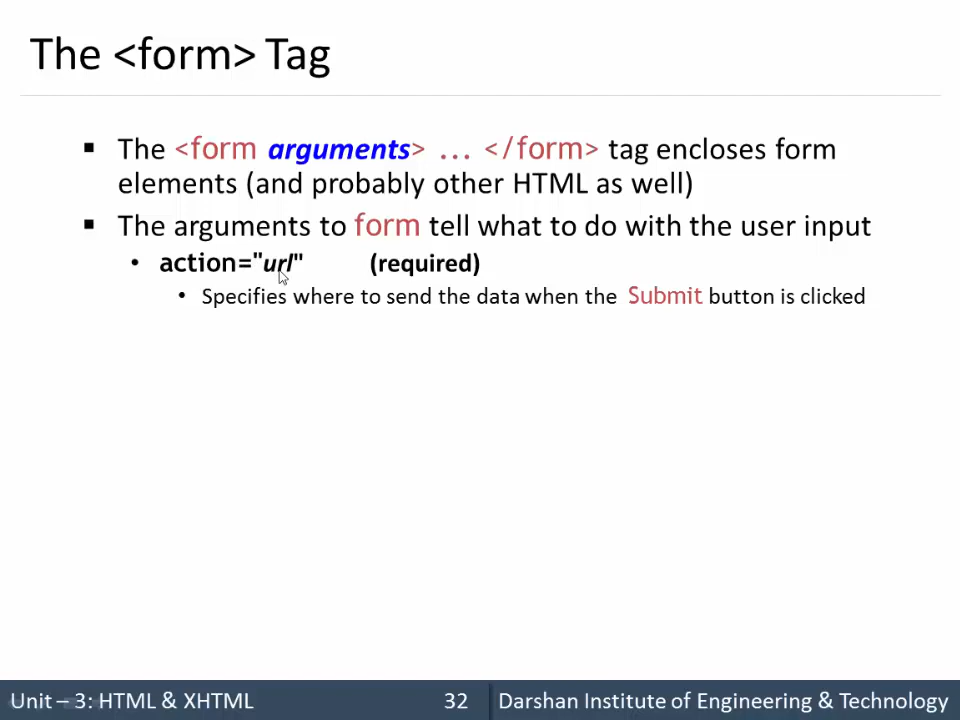 The <form> Tag
▪ The <form arguments> ... </form> tag encloses form
elements (and probably other HTML as well)
▪ The arguments to form tell what to do with the user input
• action="url" (required)
• Specifies where to send the data when the Submit button is clicked
Unit – 3: HTML & XHTML 32 Darshan Institute of Engineering & Technology